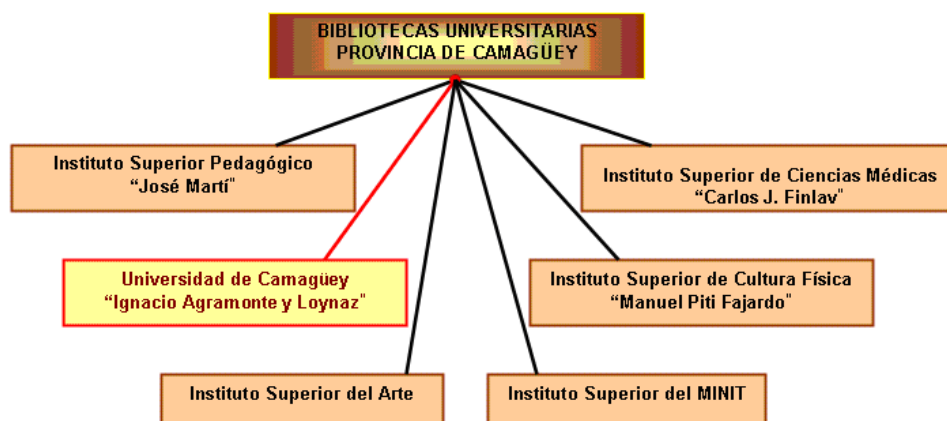 BIBLIOTECAS UNIVERSITARIAS
PROVINCIA DE CAMAGÜEY
Instituto Superior Pedagógico
“José Martí"
Instituto Superior de Ciencias Médicas
“Carlos J. Finlav"
Universidad de Camagüey
“Ignacio Agramonte y Loynaz"
Instituto Superior de Cultura Física
“Manuel Piti Fajardo"
Instituto Superior del Arte
Instituto Superior del MINIT